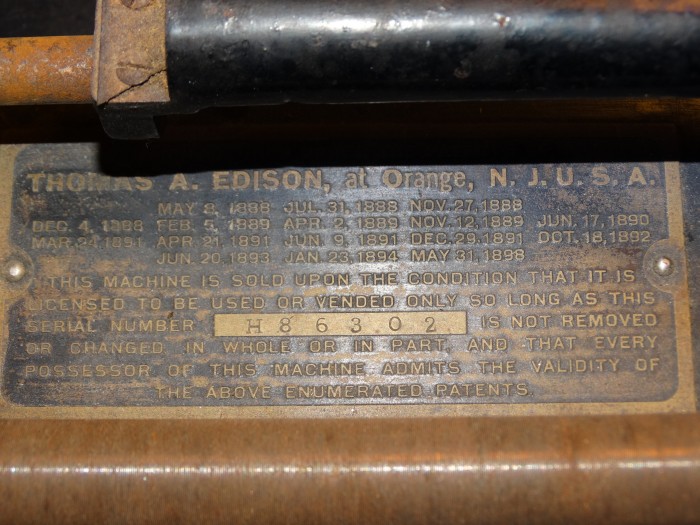 THOMAS A. EDISON, at Orange, N. J. U. S. A.
MAY 8, 1888 JUL. 31, 1888 NOV. 27, 1888
DEC. 4, 1888 FEB. 5, 1889 APR. 2, 1889 NOV. 12, 1889 JUN. 17, 1890
MAR. 24, 1891 APR. 21, 1891 JUN. 9, 1891 DEC. 29, 1891 OCT. 18, 1892
JUN. 20, 1893 JAN. 23, 1894 MAY 31, 1898
THIS MACHINE IS SOLD UPON THE CONDITION THAT IT IS
LICENSED TO BE USED OR VENDED ONLY SO LONG AS THIS
SERIAL NUMBER H86302 IS NOT REMOVED
OR CHANGED IN WHOLE OR IN PART AND THAT EVERY
POSSESSOR OF THIS MACHINE ADMITS THE VALIDITY OF
THE ABOVE ENUMERATED PATENTS.